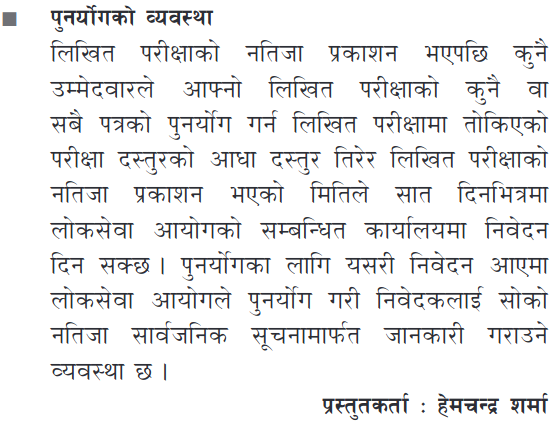 ■ पुनर्योगको व्यवस्था
लिखित परीक्षाको नतिजा प्रकाशन भएपछि कुनै
उम्मेदवारले आफ्नो लिखित परीक्षाको कुनै वा
सबै पत्रको पुनर्योग गर्न लिखित परीक्षामा तोकिएको
परीक्षा दस्तुरको आधा दस्तुर तिरेर लिखित परीक्षाको
नतिजा प्रकाशन भएको मितिले सात दिनभित्रमा
लोकसेवा आयोगको सम्बन्धित कार्यालयमा निवेदन
दिन सक्छ । पुनर्योगका लागि यसरी निवेदन आएमा
लोकसेवा आयोगले पुनर्योग गरी निवेदकलाई सोको
नतिजा सार्वजनिक सूचनामार्फत जानकारी गराउने
व्यवस्था छ ।
प्रस्तुतकर्ता : हेमचन्द्र शर्मा